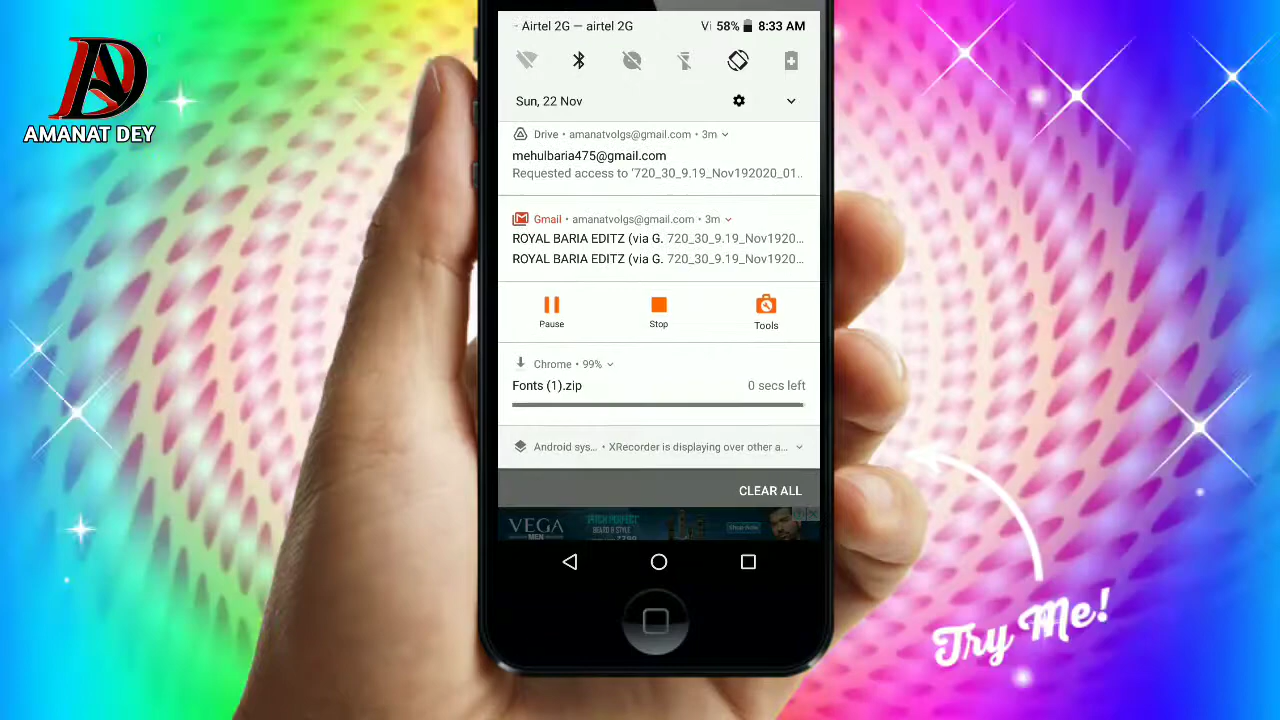 AMANAT DEY
- Airtel 2G — airtel 2G
Vi 58% 8:33 AM
Sun, 22 Nov
Drive • amanatvolgs@gmail.com • 3m
mehulbaria475@gmail.com
Requested access to '720_30_9.19_Nov192020_01..
Gmail • amanatvolgs@gmail.com • 3m
ROYAL BARIA EDITZ (via G. 720_30_9.19_Nov1920...
ROYAL BARIA EDITZ (via G. 720_30_9.19_Nov1920...
Pause Stop Tools
Chrome • 99%
Fonts (1).zip 0 secs left
Android sys... • XRecorder is displaying over other a...
CLEAR ALL
VEGA
MEN
BEARD & STYLE
Try Me!